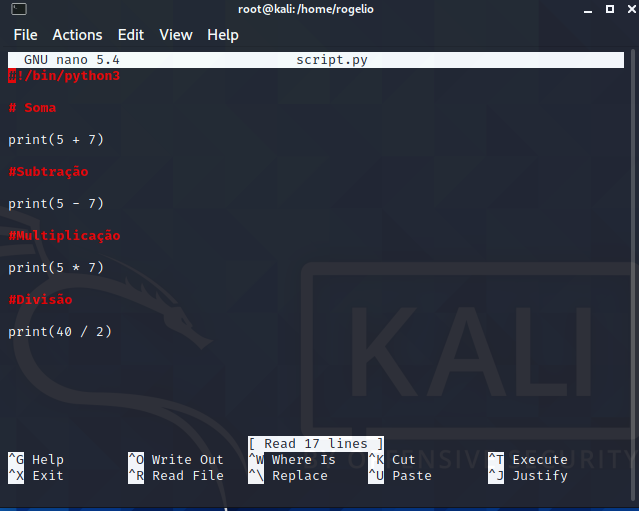 root@kali:/home/rogelio
File Actions Edit View Help
GNU nano 5.4 script.py
#!/bin/python3
# Soma
print(5 + 7)
#Subtração
print(5 - 7)
#Multiplicação
print(5 * 7)
#Divisão
print(40 / 2)
KALI
[ Read 17 lines ]
^G Help ^O Write Out ^W Where Is ^K Cut ^T Execute
^X Exit ^R Read File ^\ Replace ^U Paste ^J Justify
OFFENSIVE SECURITY